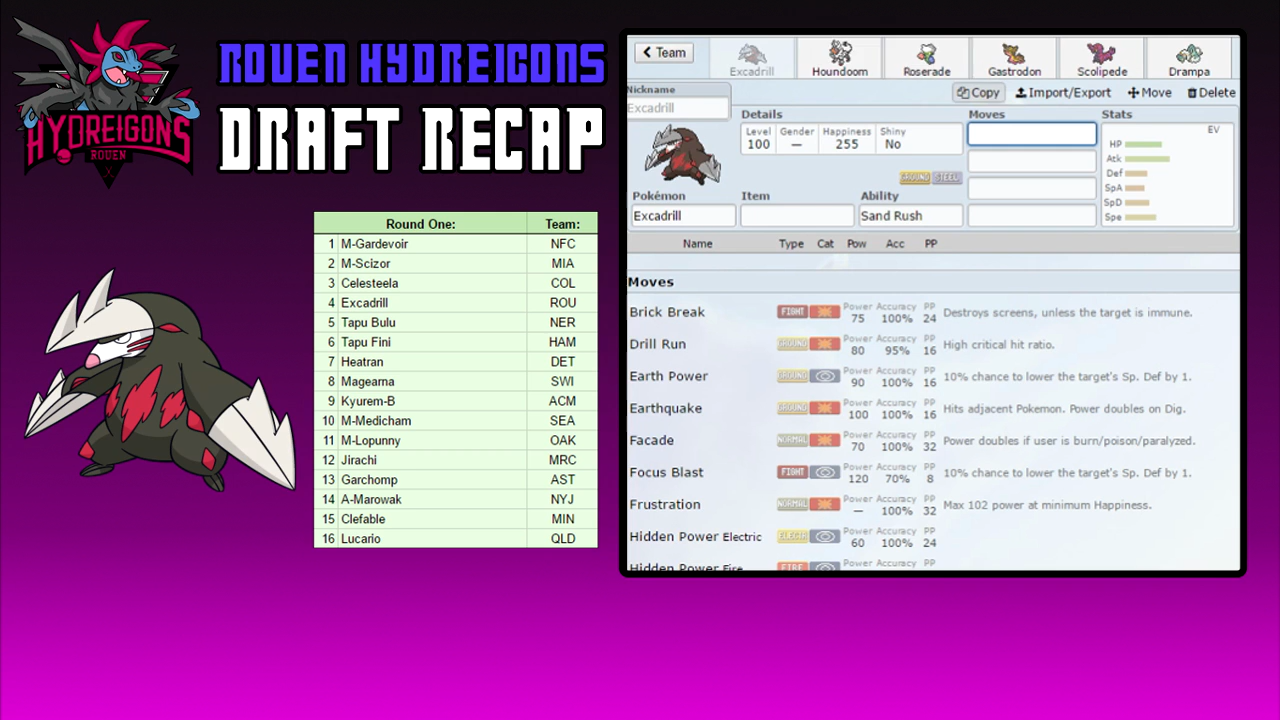 HYDREIGONS
ROUEN
ROUEN HYDREIGONS
DRAFT RECAP
Round One: Team:
1 M-Gardevoir NFC
2 M-Scizor MIA
3 Celesteela COL
4 Excadrill ROU
5 Tapu Bulu NER
6 Tapu Fini HAM
7 Heatran DET
8 Magearna SWI
9 Kyurem-B ACM
10 M-Medicham SEA
11 M-Lopunny OAK
12 Jirachi MRC
13 Garchomp AST
14 A-Marowak NYJ
15 Clefable MIN
16 Lucario QLD
Team
Excadrill Houndoom Roserade Gastrodon Scolipede Drampa
Copy Import/Export Move Delete
Nickname
Excadrill
Details
Level Gender Happiness Shiny
100 — 255 No
GROUND STEEL
Pokémon Item Ability
Excadrill Sand Rush
Moves
Stats
EV
HP
Atk
Def
SpA
SpD
Spe
Name Type Cat Pow Acc PP
Moves
Brick Break FIGHT Power 75 Accuracy 100% PP 24 Destroys screens, unless the target is immune.
Drill Run GROUND Power 80 Accuracy 95% PP 16 High critical hit ratio.
Earth Power GROUND Power 90 Accuracy 100% PP 16 10% chance to lower the target's Sp. Def by 1.
Earthquake GROUND Power 100 Accuracy 100% PP 16 Hits adjacent Pokemon. Power doubles on Dig.
Facade NORMAL Power 70 Accuracy 100% PP 32 Power doubles if user is burn/poison/paralyzed.
Focus Blast FIGHT Power 120 Accuracy 70% PP 8 10% chance to lower the target's Sp. Def by 1.
Frustration NORMAL Power — Accuracy 100% PP 32 Max 102 power at minimum Happiness.
Hidden Power Electric ELECTR Power 60 Accuracy 100% PP 24
Hidden Power Fire FIRE Power Accuracy PP